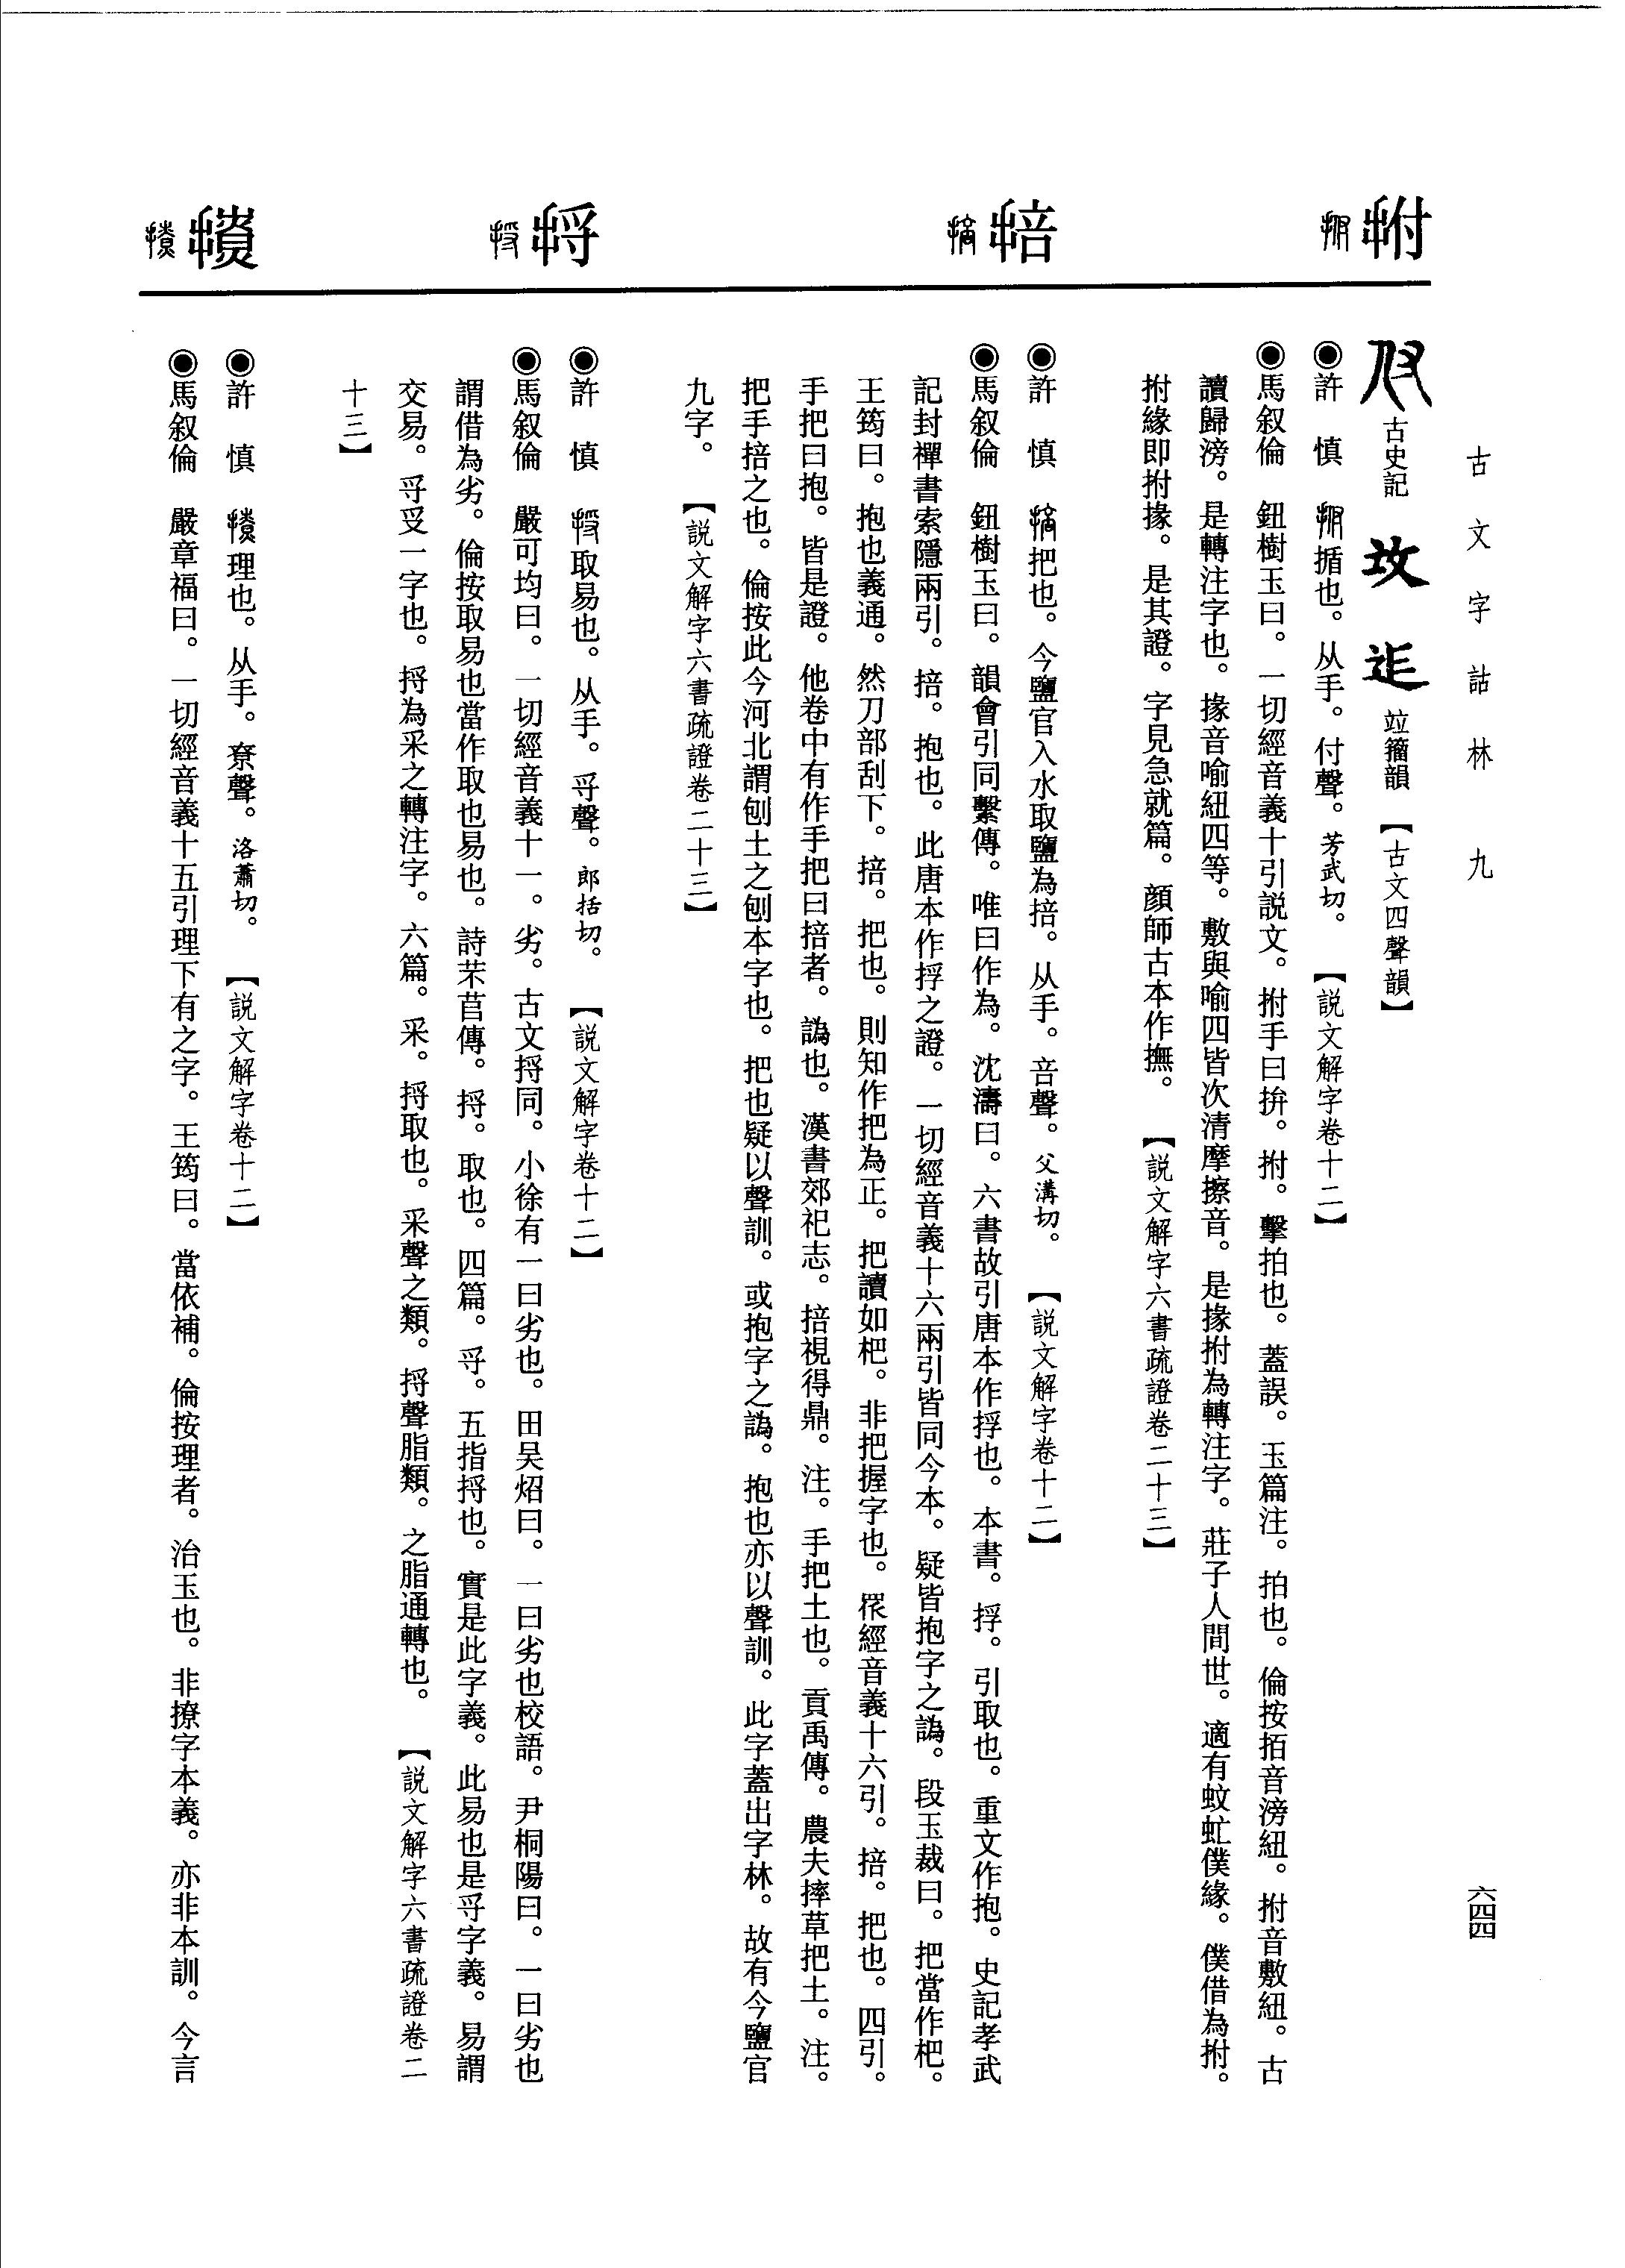 古文字詁林　九
六四四
拊
掊
捋
撩
古史記　竝籀韻　【古文四聲韻】
◉許　慎　揗也。从手。付聲。芳武切。　【説文解字卷十二】
◉馬叙倫　鈕樹玉曰。一切經音義十引説文。拊手曰拚。拊。擊拍也。蓋誤。玉篇注。拍也。倫按拍音滂紐。拊音敷紐。古
讀歸滂。是轉注字也。掾音喻紐四等。敷與喻四皆次清摩擦音。是掾拊為轉注字。莊子人間世。適有蚊虻僕緣。僕借為拊。
拊緣即拊掾。是其證。字見急就篇。顔師古本作撫。　【説文解字六書疏證卷二十三】
◉許　慎　把也。今鹽官入水取鹽為掊。从手。咅聲。父溝切。　【説文解字卷十二】
◉馬叙倫　鈕樹玉曰。韻會引同繫傳。唯曰作為。沈濤曰。六書故引唐本作捊也。本書。捊。引取也。重文作抱。史記孝武
記封禪書索隱兩引。掊。抱也。此唐本作捊之證。一切經音義十六兩引皆同今本。疑皆抱字之譌。段玉裁曰。把當作杷。
王筠曰。抱也義通。然刀部刮下。掊。把也。則知作把為正。把讀如杷。非把握字也。衆經音義十六引。掊。把也。四引。
手把曰抱。皆是證。他卷中有作手把曰掊者。譌也。漢書郊祀志。掊視得鼎。注。手把土也。貢禹傳。農夫捽草把土。注。
把手掊之也。倫按此今河北謂刨土之刨本字也。把也疑以聲訓。或抱字之譌。抱也亦以聲訓。此字蓋出字林。故有今鹽官
九字。　【説文解字六書疏證卷二十三】
◉許　慎　取易也。从手。寽聲。郎括切。　【説文解字卷十二】
◉馬叙倫　嚴可均曰。一切經音義十一。劣。古文捋同。小徐有一曰劣也。田吴炤曰。一曰劣也校語。尹桐陽曰。一曰劣也
謂借為劣。倫按取易也當作取也易也。詩芣苢傳。捋。取也。四篇。寽。五指捋也。實是此字義。此易也是寽字義。易謂
交易。寽𠬪一字也。捋為采之轉注字。六篇。采。捋取也。采聲之類。捋聲脂類。之脂通轉也。　【説文解字六書疏證卷二
十三】
◉許　慎　理也。从手。尞聲。洛蕭切。　【説文解字卷十二】
◉馬叙倫　嚴章福曰。一切經音義十五引理下有之字。王筠曰。當依補。倫按理者。治玉也。非撩字本義。亦非本訓。今言